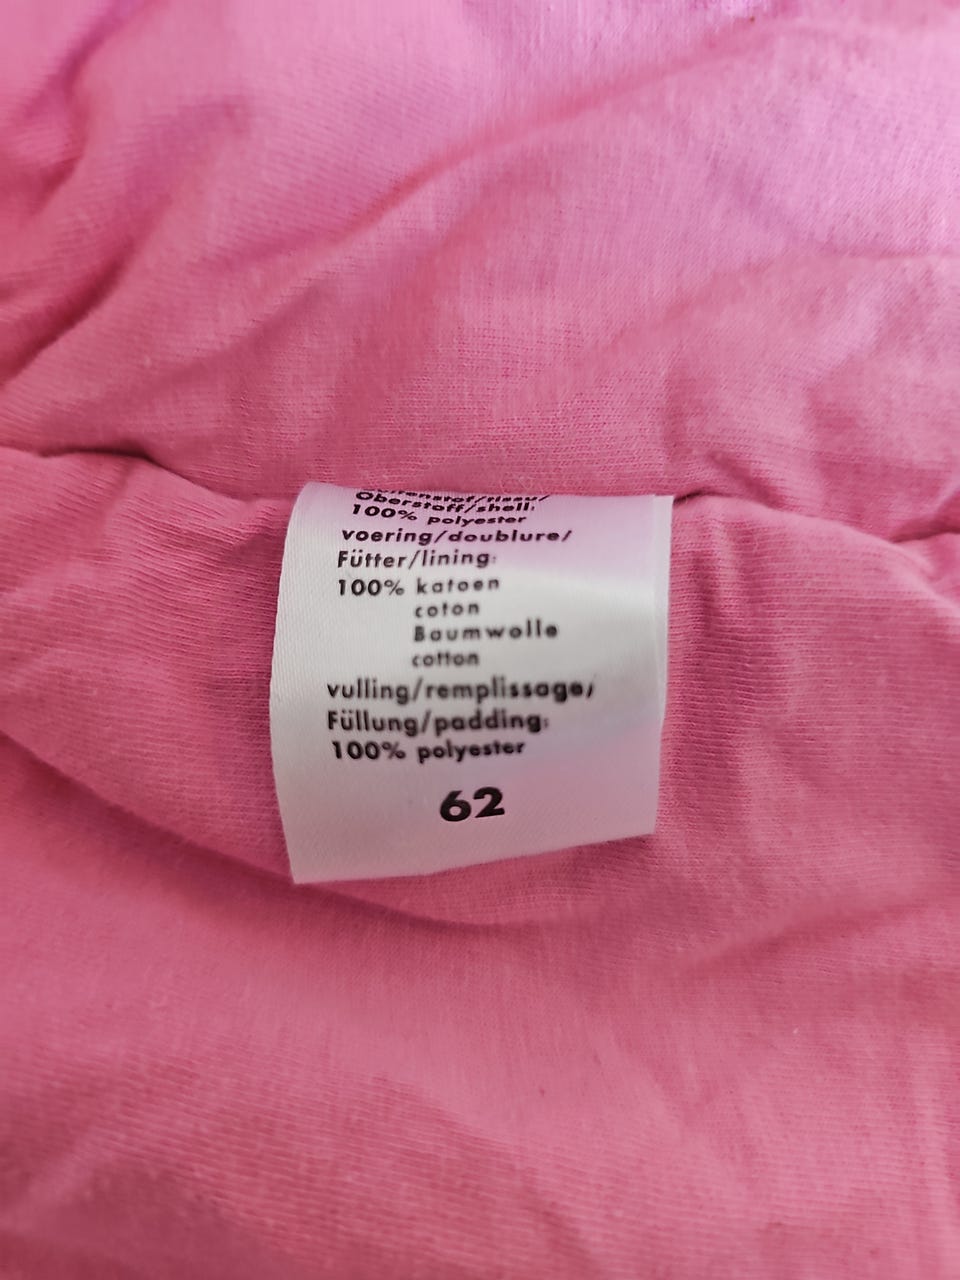 Oberstoff/shell:
100% polyester
voering/doublure/
Fütter/lining:
100% katoen
coton
Baumwolle
cotton
vulling/remplissage/
Füllung/padding:
100% polyester
62